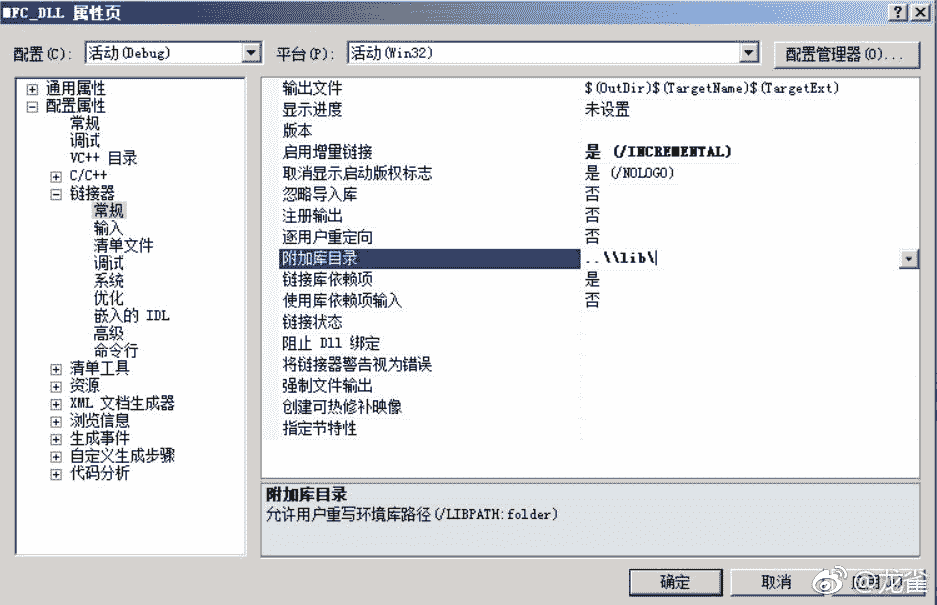 MFC_DLL 属性页
配置(C): 活动(Debug) 平台(P): 活动(Win32) 配置管理器(O)...
通用属性
配置属性
常规
调试
VC++ 目录
C/C++
链接器
常规
输入
清单文件
调试
系统
优化
嵌入的 IDL
高级
命令行
清单工具
资源
XML 文档生成器
浏览信息
生成事件
自定义生成步骤
代码分析
输出文件 $(OutDir)$(TargetName)$(TargetExt)
显示进度 未设置
版本
启用增量链接 是 (/INCREMENTAL)
取消显示启动版权标志 是 (/NOLOGO)
忽略导入库 否
注册输出 否
逐用户重定向 否
附加库目录 ..\\lib\
链接库依赖项 是
使用库依赖项输入 否
链接状态
阻止 Dll 绑定
将链接器警告视为错误
强制文件输出
创建可热修补映像
指定节特性
附加库目录
允许用户重写环境库路径(/LIBPATH:folder)
确定 取消
@龙雀